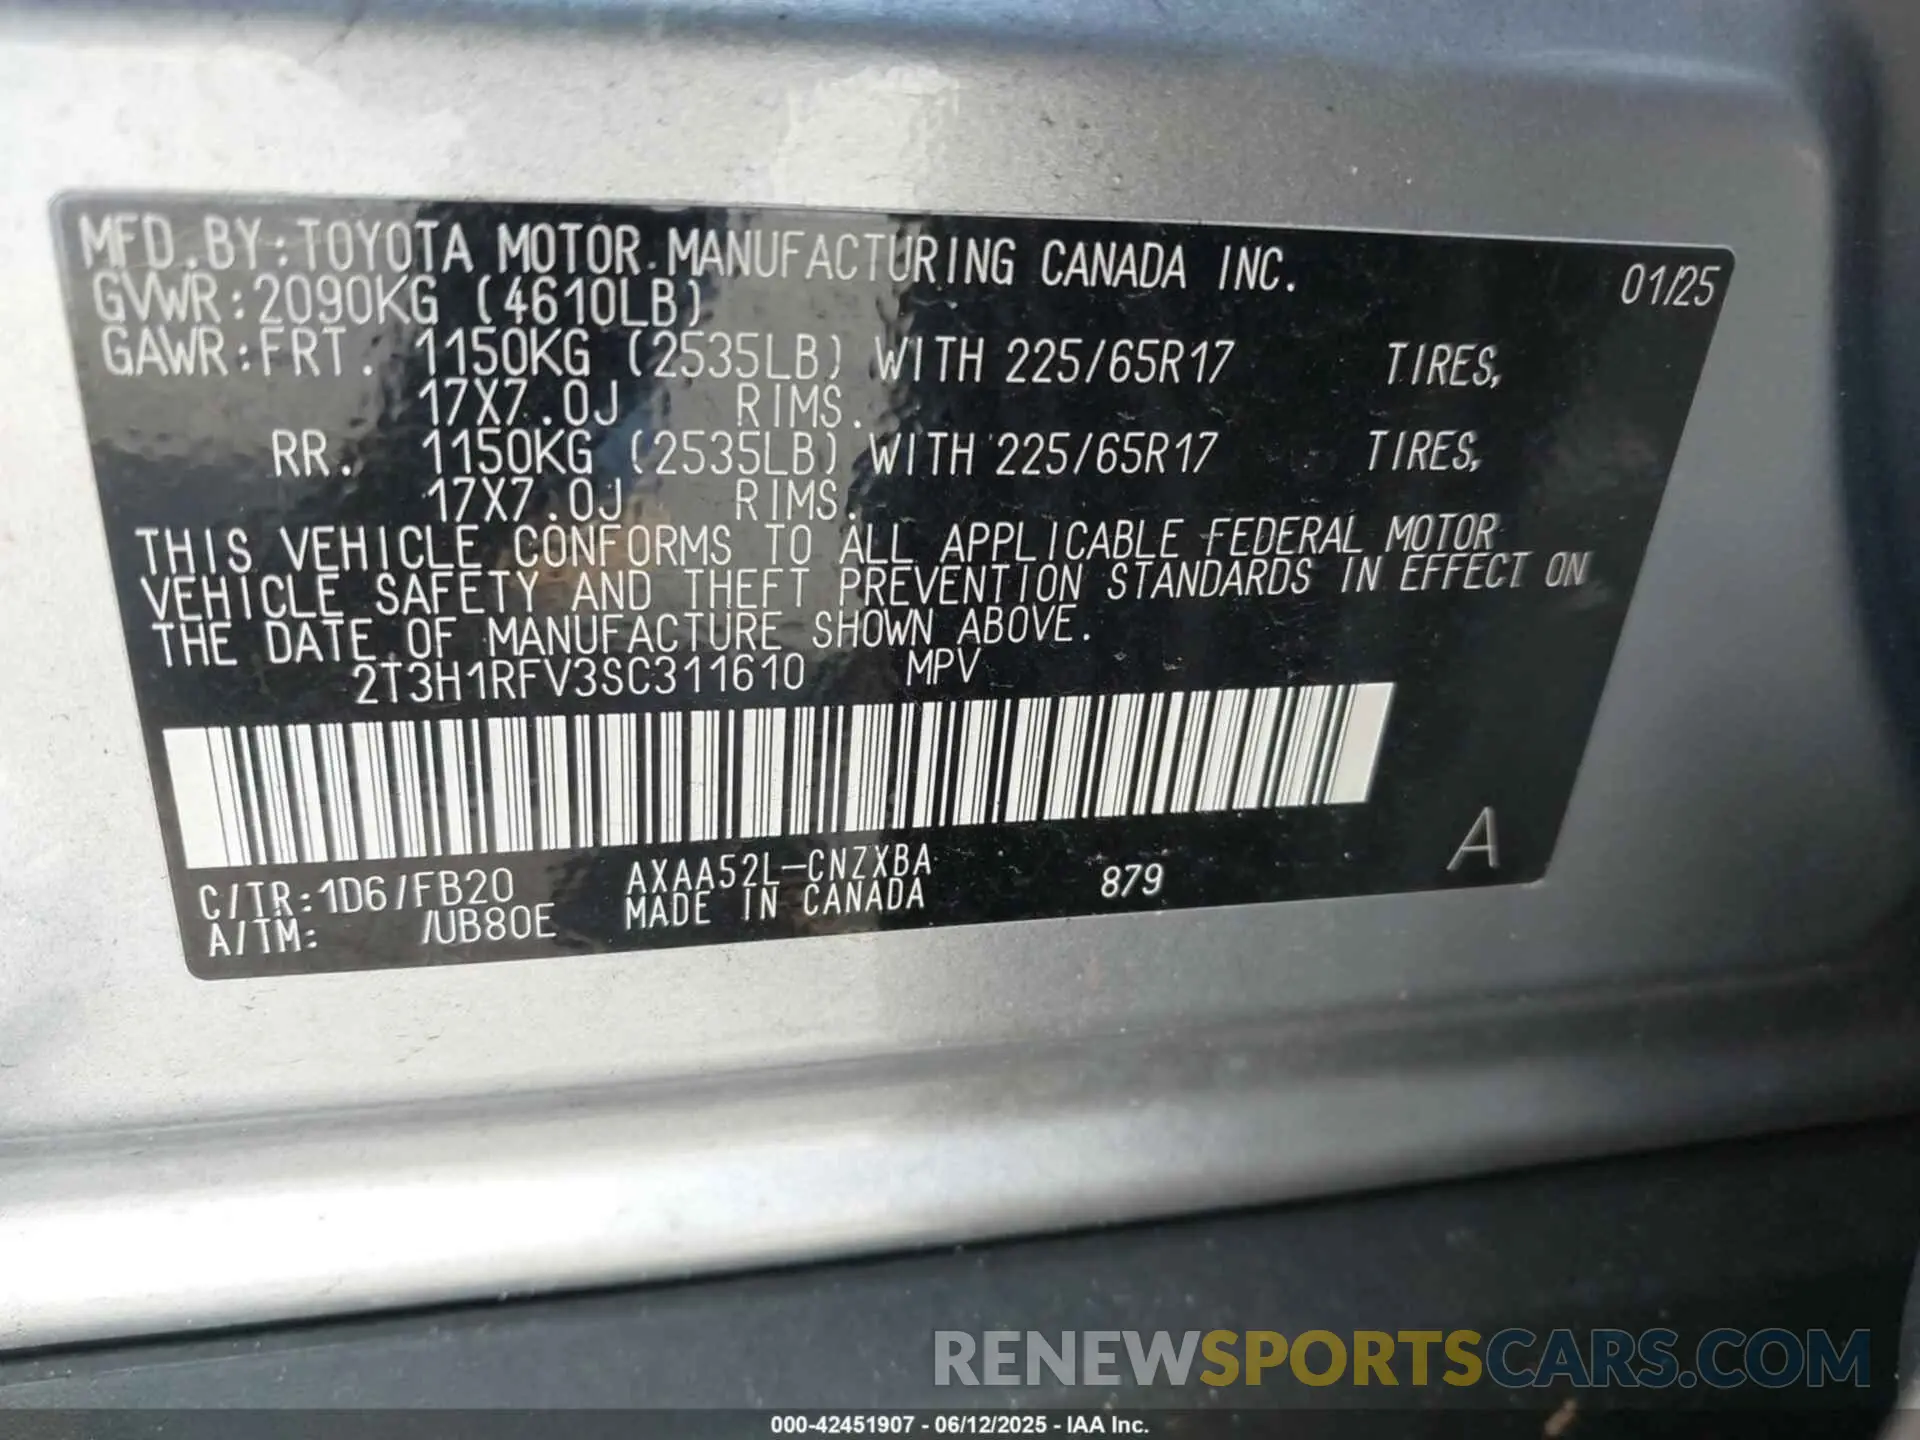 MFD. BY: TOYOTA MOTOR MANUFACTURING CANADA INC. 01/25
GVWR: 2090KG (4610LB)
GAWR: FRT. 1150KG (2535LB) WITH 225/65R17 TIRES,
17X7.0J RIMS.
RR. 1150KG (2535LB) WITH 225/65R17 TIRES,
17X7.0J RIMS.
THIS VEHICLE CONFORMS TO ALL APPLICABLE FEDERAL MOTOR
VEHICLE SAFETY AND THEFT PREVENTION STANDARDS IN EFFECT ON
THE DATE OF MANUFACTURE SHOWN ABOVE.
2T3H1RFV3SC311610 MPV
A
C/TR: 1D6/FB20 AXAA52L-CNZXBA 879
A/TM: /UB80E MADE IN CANADA
RENEWSPORTSCARS.COM
000-42451907 - 06/12/2025 - IAA Inc.